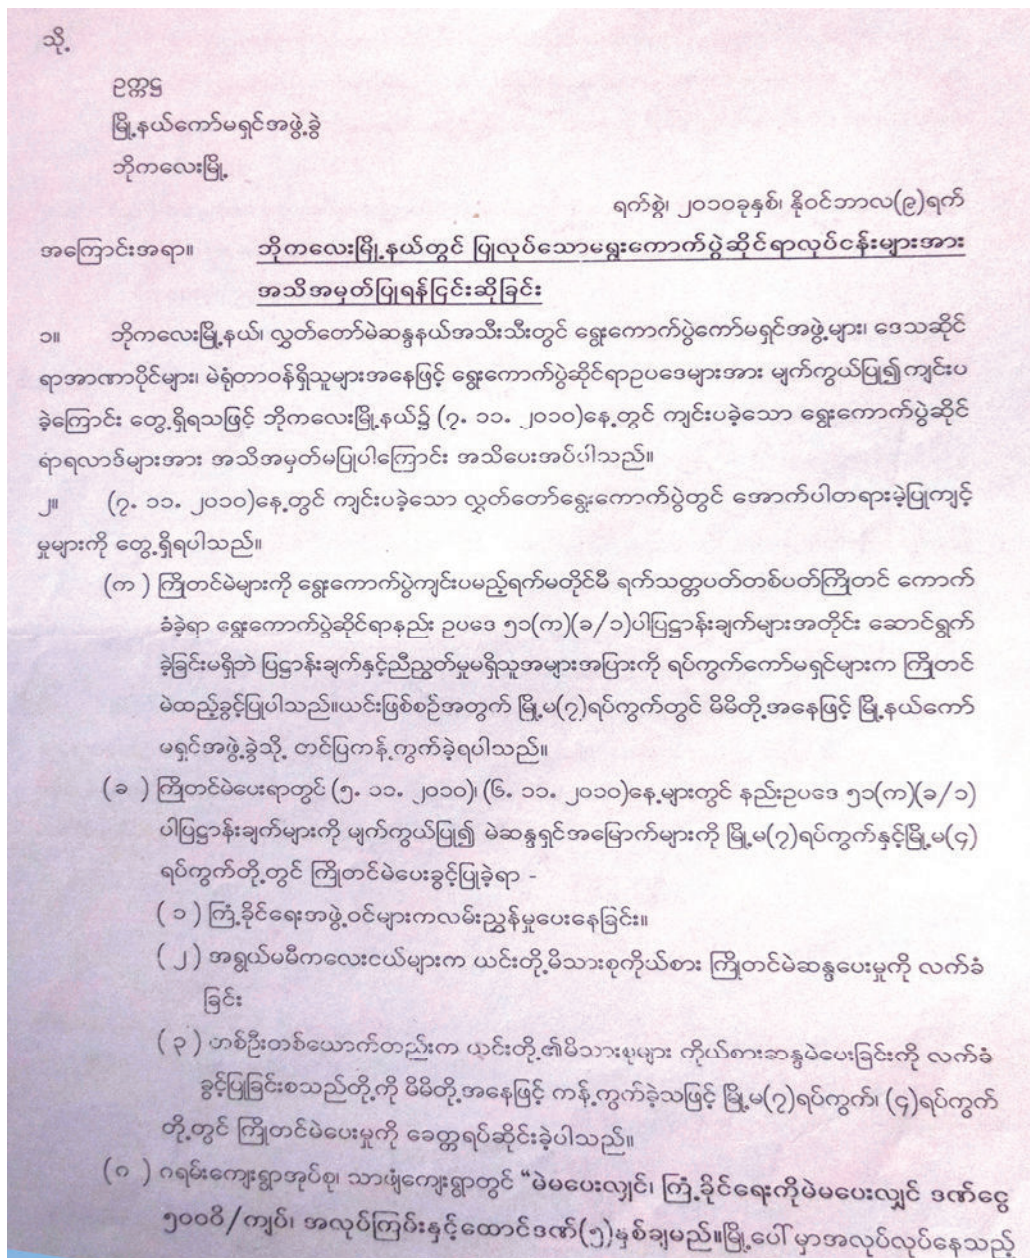 သို့
ဥက္ကဋ္ဌ
မြို့နယ်ကော်မရှင်အဖွဲ့ခွဲ
ဘိုကလေးမြို့
ရက်စွဲ၊ ၂၀၁၀ခုနှစ်၊ နိုဝင်ဘာလ(၉)ရက်
အကြောင်းအရာ။ ဘိုကလေးမြို့နယ်တွင် ပြုလုပ်သောမရွေးကောက်ပွဲဆိုင်ရာလုပ်ငန်းများအား
အသိအမှတ်ပြုရန်ငြင်းဆိုခြင်း
၁။ ဘိုကလေးမြို့နယ်၊ လွှတ်တော်မဲဆန္ဒနယ်အသီးသီးတွင် ရွေးကောက်ပွဲကော်မရှင်အဖွဲ့များ၊ ဒေသဆိုင်
ရာအာဏာပိုင်များ၊ မဲရုံတာဝန်ရှိသူများအနေဖြင့် ရွေးကောက်ပွဲဆိုင်ရာဥပဒေများအား မျက်ကွယ်ပြု၍ကျင်းပ
ခဲ့ကြောင်း တွေ့ရှိရသဖြင့် ဘိုကလေးမြို့နယ်၌ (၇. ၁၁. ၂၀၁၀)နေ့တွင် ကျင်းပခဲ့သော ရွေးကောက်ပွဲဆိုင်
ရာရလာဒ်များအား အသိအမှတ်မပြုပါကြောင်း အသိပေးအပ်ပါသည်။
၂။ (၇. ၁၁. ၂၀၁၀)နေ့တွင် ကျင်းပခဲ့သော လွှတ်တော်ရွေးကောက်ပွဲတွင် အောက်ပါတရားခဲ့ပြုကျင့်
မှုများကို တွေ့ရှိရပါသည်။
(က ) ကြိုတင်မဲများကို ရွေးကောက်ပွဲကျင်းပမည့်ရက်မတိုင်မီ ရက်သတ္တပတ်တစ်ပတ်ကြိုတင် ကောက်
ခံခဲ့ရာ ရွေးကောက်ပွဲဆိုင်ရာနည်း ဥပဒေ ၅၁(က)(ခ/၁)ပါပြဋ္ဌာန်းချက်များအတိုင်း ဆောင်ရွက်
ခဲ့ခြင်းမရှိဘဲ ပြဋ္ဌာန်းချက်နှင့်ညီညွတ်မှုမရှိသူအများအပြားကို ရပ်ကွက်ကော်မရှင်များက ကြိုတင်
မဲထည့်ခွင့်ပြုပါသည်။ယင်းဖြစ်စဉ်အတွက် မြို့မ(၇)ရပ်ကွက်တွင် မိမိတို့အနေဖြင့် မြို့နယ်ကော်
မရှင်အဖွဲ့ခွဲသို့ တင်ပြကန့်ကွက်ခဲ့ရပါသည်။
(ခ ) ကြိုတင်မဲပေးရာတွင် (၅. ၁၁. ၂၀၁၀)၊ (၆. ၁၁. ၂၀၁၀)နေ့များကွင် နည်းဥပဒေ ၅၁(က)(ခ/၁)
ပါပြဋ္ဌာန်းချက်များကို မျက်ကွယ်ပြု၍ မဲဆန္ဒရှင်အမြောက်များကို မြို့မ(၇)ရပ်ကွက်နှင့်မြို့မ(၄)
ရပ်ကွက်တို့တွင် ကြိုတင်မဲပေးခွင့်ပြုခဲ့ရာ -
( ၁ ) ကြံ့ခိုင်ရေးအဖွဲ့ဝင်များကလမ်းညွှန်မှုပေးနေခြင်း။
( ၂ ) အရွယ်မမီကလေးငယ်များက ယင်းတို့မိသားစုကိုယ်စား ကြိုတင်မဲဆန္ဒပေးမှုကို လက်ခံ
ခြင်း
( ၃ ) တစ်ဦးတစ်ယောက်တည်းက ယင်းတို့၏မိသားစုများ ကိုယ်စားဆန္ဒမဲပေးခြင်းကို လက်ခံ
ခွင့်ပြုခြင်းစသည်တို့ကို မိမိတို့အနေဖြင့် ကန့်ကွက်ခဲ့သဖြင့် မြို့မ(၇)ရပ်ကွက်၊ (၄)ရပ်ကွက်
တို့တွင် ကြိုတင်မဲပေးမှုကို ခေတ္တရပ်ဆိုင်းခဲ့ပါသည်။
(ဂ ) ဂရမ်းကျေးရွာအုပ်စု၊ သာဖျံကျေးရွာတွင် “မဲမပေးလျှင်၊ ကြံ့ခိုင်ရေးကိုမဲမပေးလျှင် ဒဏ်ငွေ
၅၀၀၀ိ/ကျပ်၊ အလုပ်ကြမ်းနှင့်ထောင်ဒဏ်(၅)နှစ်ချမည်။မြို့ပေါ်မှာအလုပ်လုပ်နေသည့်